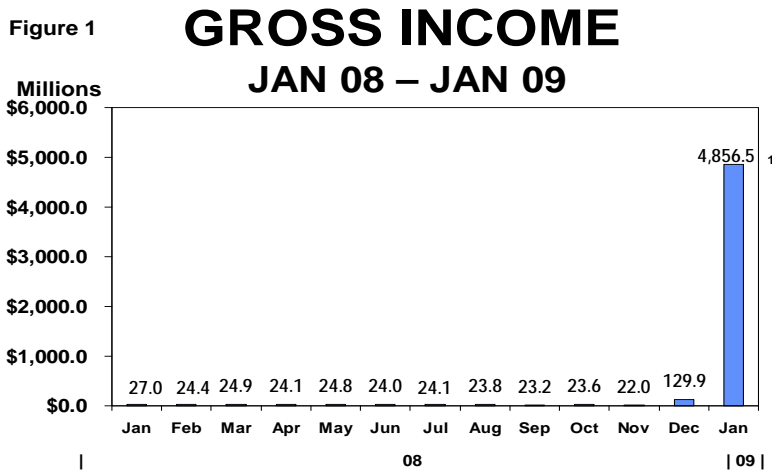 Figure 1
GROSS INCOME
JAN 08 – JAN 09
Millions
$6,000.0
$5,000.0
$4,000.0
$3,000.0
$2,000.0
$1,000.0
$0.0
4,856.5 1
27.0 24.4 24.9 24.1 24.8 24.0 24.1 23.8 23.2 23.6 22.0 129.9
Jan Feb Mar Apr May Jun Jul Aug Sep Oct Nov Dec Jan
| 08 | 09 |